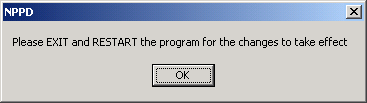 NPPD
Please EXIT and RESTART the program for the changes to take effect
OK